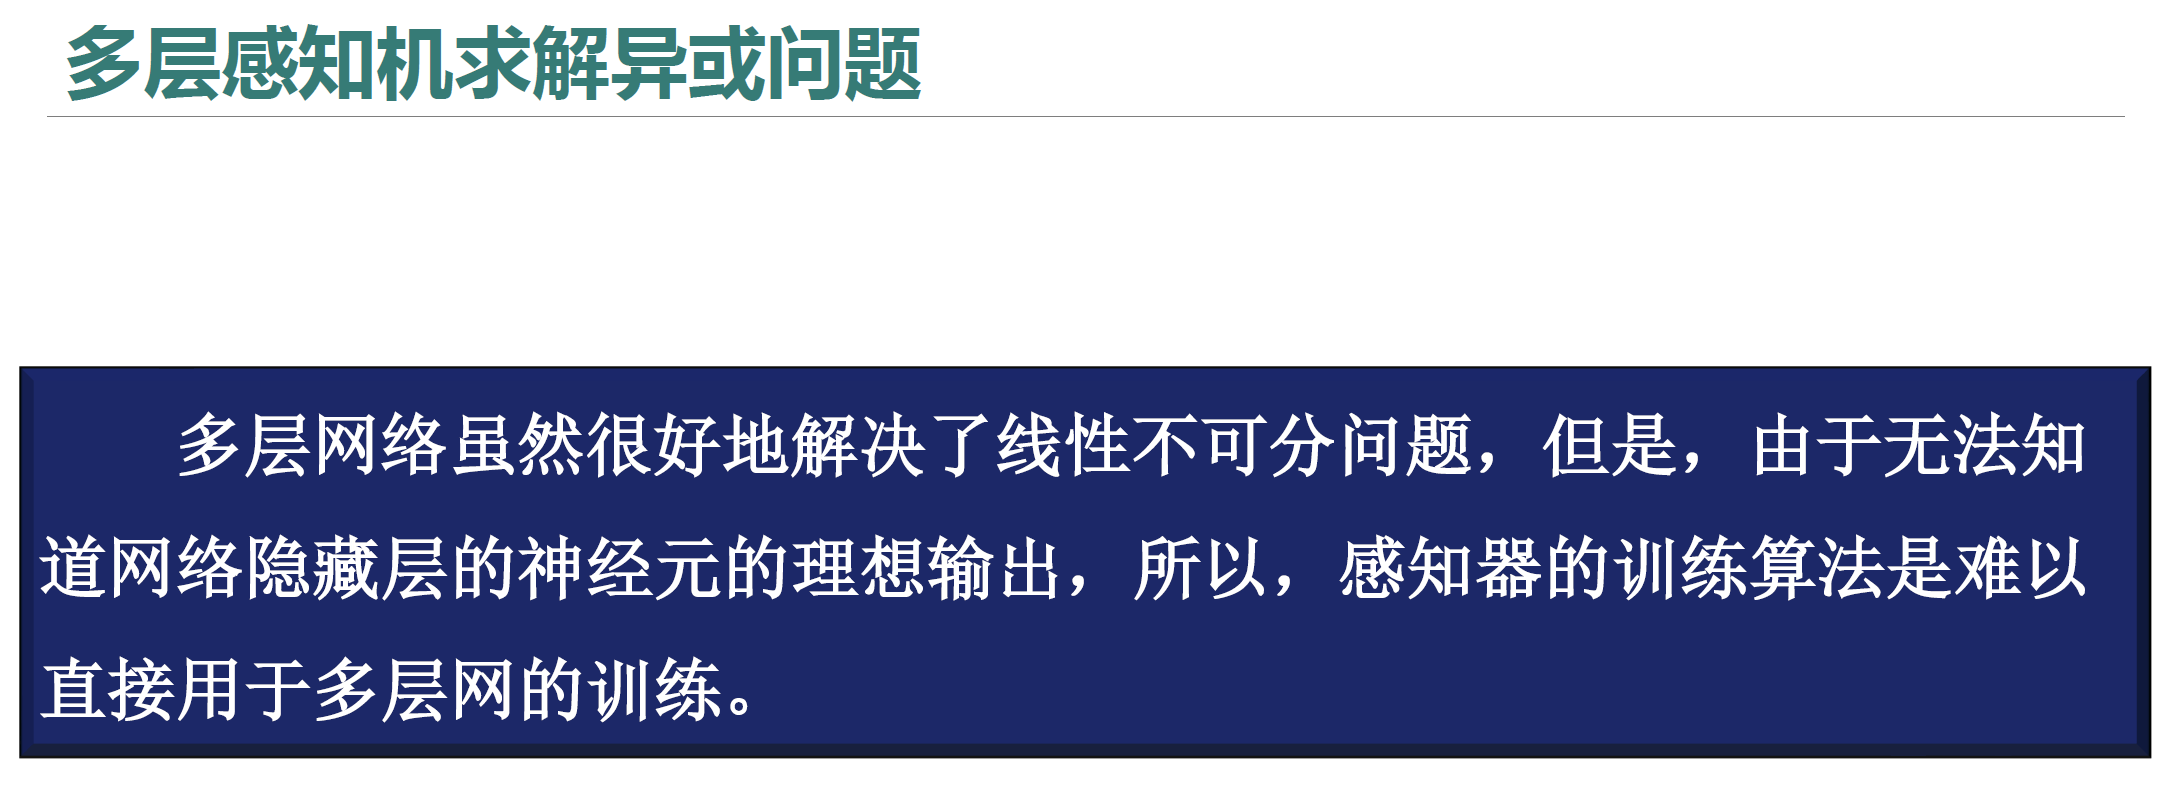 多层感知机求解异或问题
多层网络虽然很好地解决了线性不可分问题，但是，由于无法知
道网络隐藏层的神经元的理想输出，所以，感知器的训练算法是难以
直接用于多层网的训练。